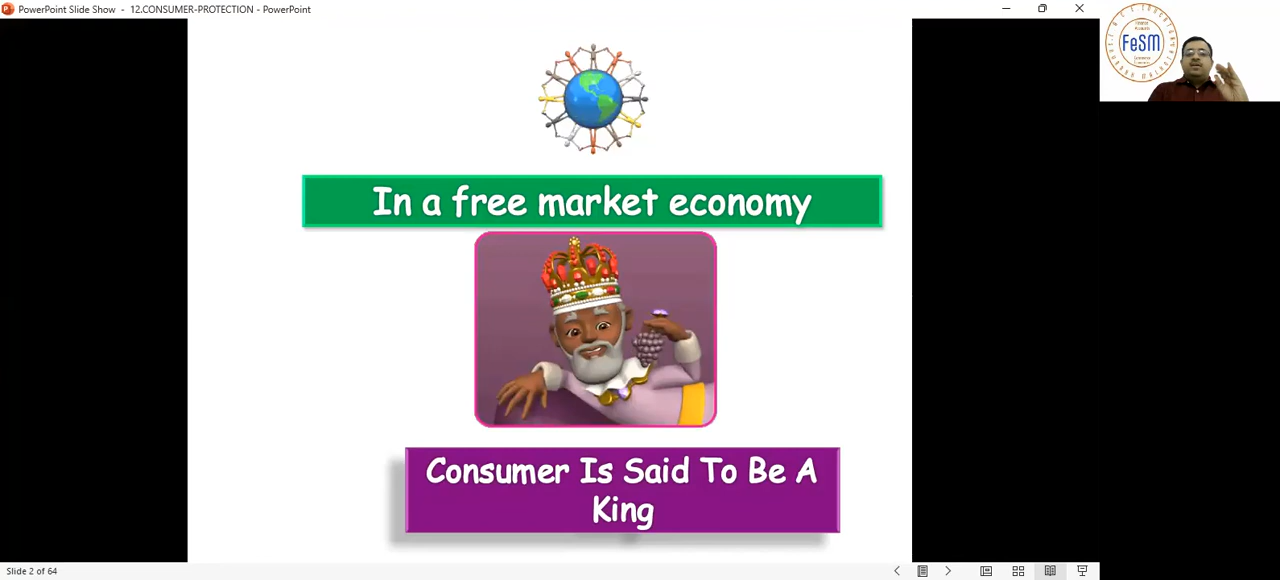 PowerPoint Slide Show - 12.CONSUMER-PROTECTION - PowerPoint
FeSM
In a free market economy
Consumer Is Said To Be A
King
Slide 2 of 64